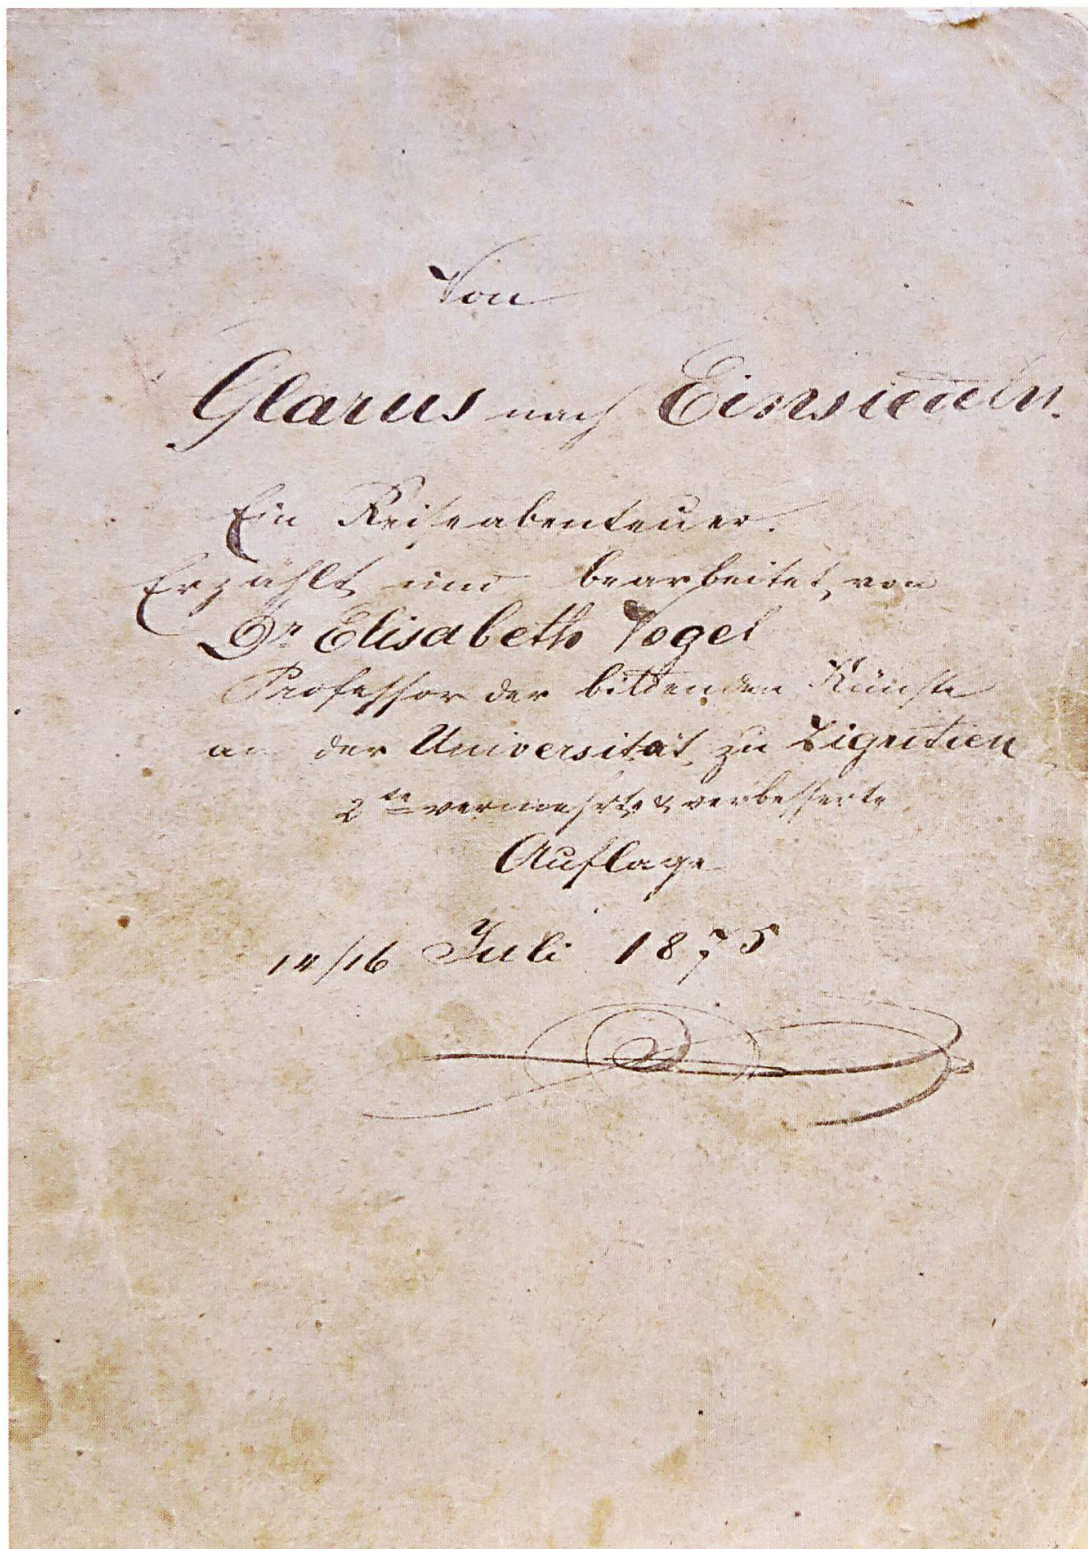 Von
Glarus nach Einsiedeln.
Ein Reiseabenteuer.
Erzählt und bearbeitet von
Dr Elisabeth Vogel
Professor der bildenden Künste
an der Universität zu
2te vermehrte & verbesserte
Auflage
14/16 Juli 1875